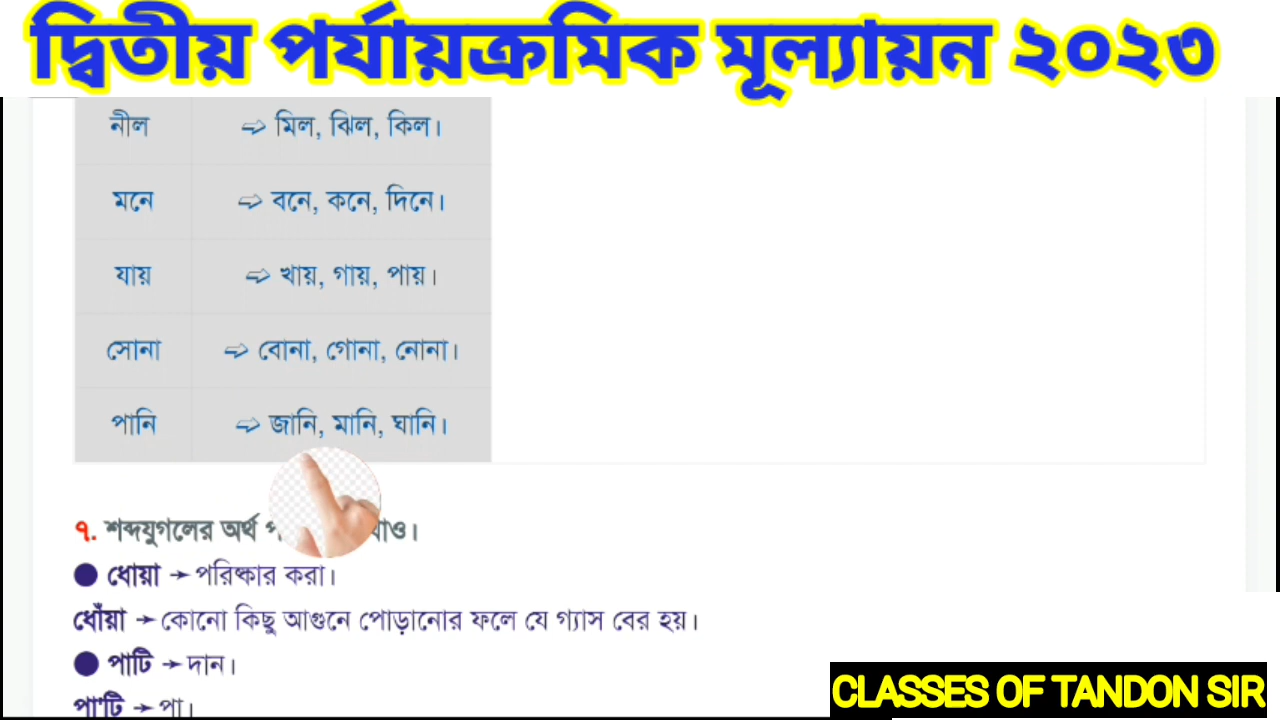 দ্বিতীয় পর্যায়ক্রমিক মূল্যায়ন ২০২৩
নীল ➩ মিল, ঝিল, কিল।
মনে ➩ বনে, কনে, দিনে।
যায় ➩ খায়, গায়, পায়।
সোনা ➩ বোনা, গোনা, নোনা।
পানি ➩ জানি, মানি, ঘানি।
৭. শব্দযুগলের অর্থ
● ধোয়া ➛ পরিষ্কার করা।
ধোঁয়া ➛ কোনো কিছু আগুনে পোড়ানোর ফলে যে গ্যাস বের হয়।
● পাটি ➛ দান।
পা'টি ➛ পা।
CLASSES OF TANDON SIR